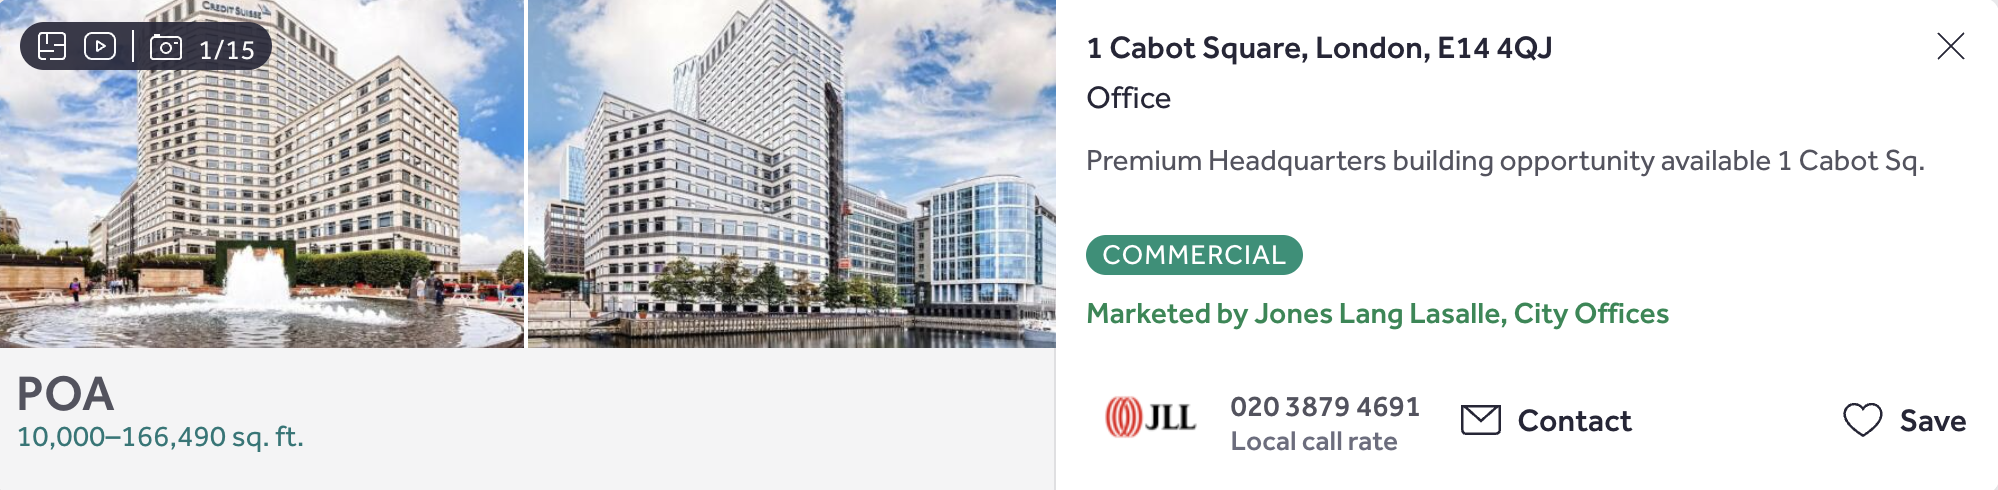 CREDIT SUISSE
1/15
POA
10,000–166,490 sq. ft.
1 Cabot Square, London, E14 4QJ
Office
Premium Headquarters building opportunity available 1 Cabot Sq.
COMMERCIAL
Marketed by Jones Lang Lasalle, City Offices
JLL
020 3879 4691
Local call rate
Contact
Save